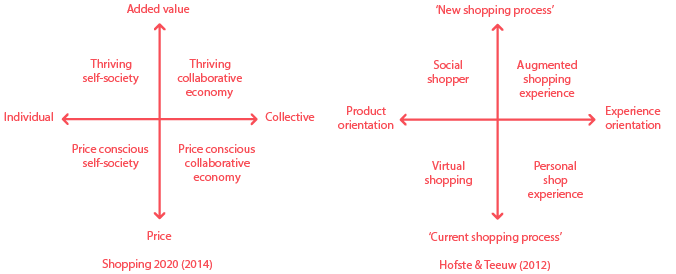 Added value
Thriving
self-society
Thriving
collaborative
economy
Individual
Collective
Price conscious
self-society
Price conscious
collaborative
economy
Price
Shopping 2020 (2014)
‘New shopping process’
Social
shopper
Augmented
shopping
experience
Product
orientation
Experience
orientation
Virtual
shopping
Personal
shop
experience
‘Current shopping process’
Hofste & Teeuw (2012)